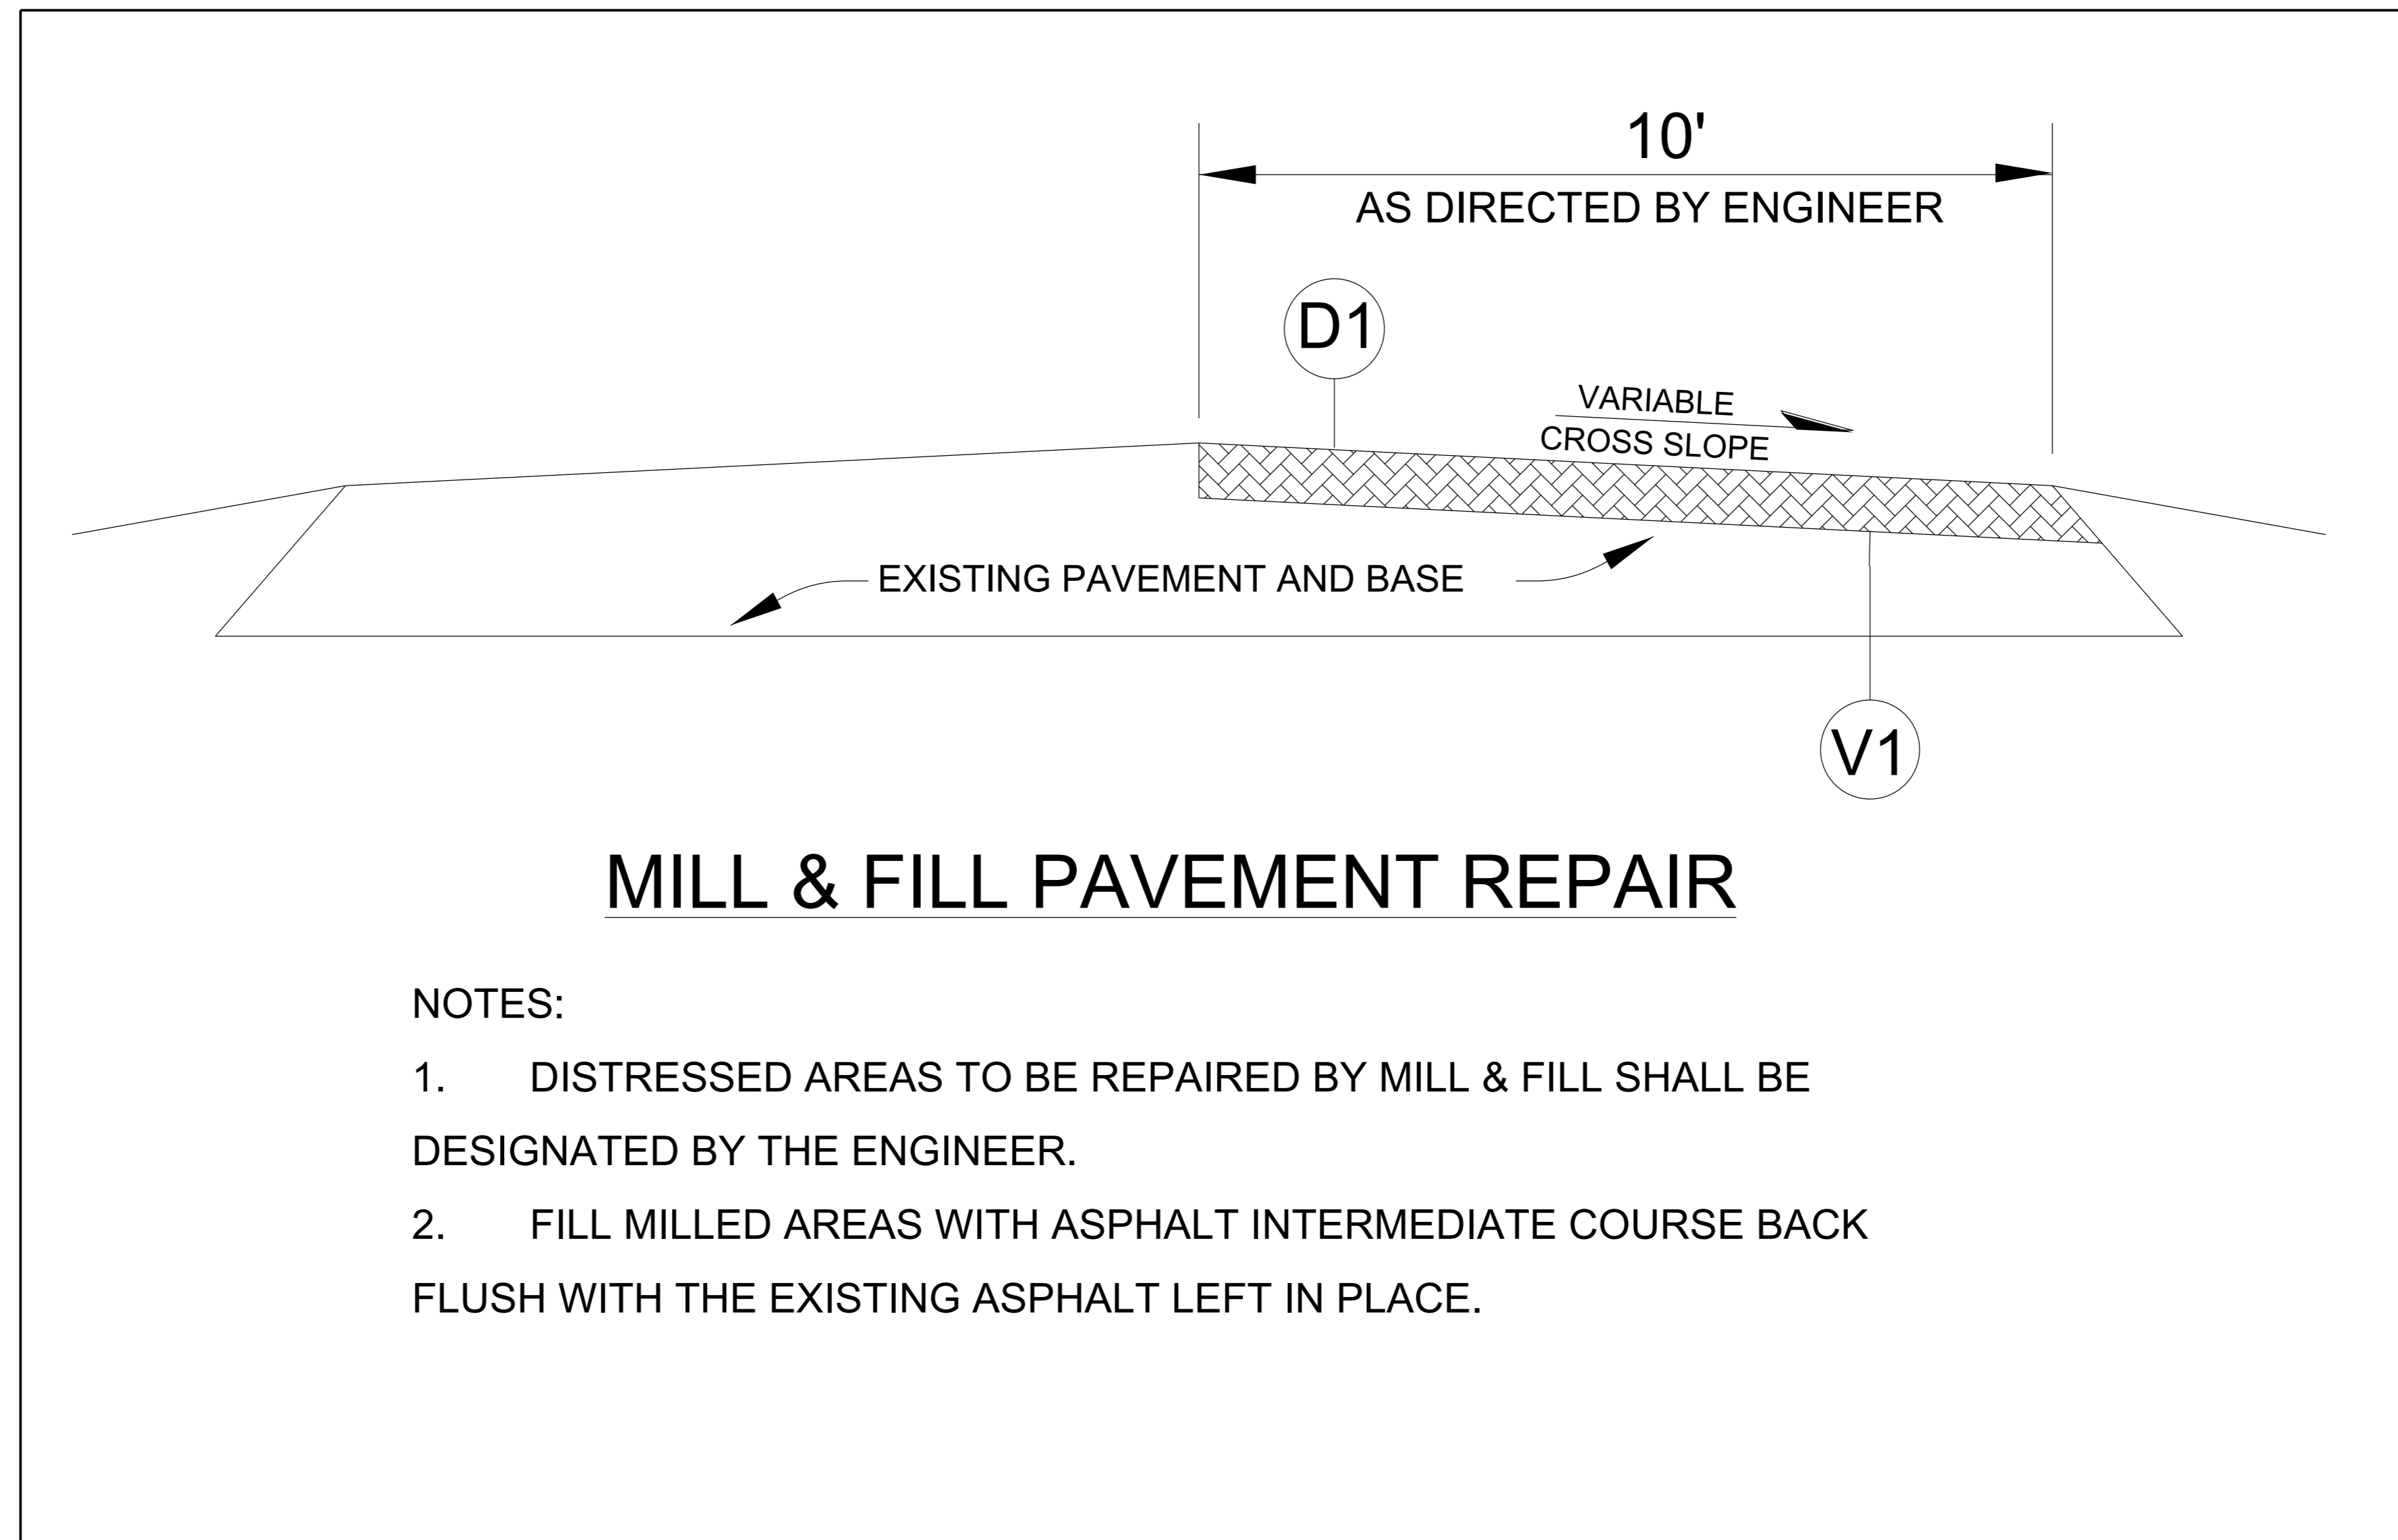 10'
AS DIRECTED BY ENGINEER
D1
VARIABLE
CROSS SLOPE
EXISTING PAVEMENT AND BASE
V1
MILL & FILL PAVEMENT REPAIR
NOTES:
1. DISTRESSED AREAS TO BE REPAIRED BY MILL & FILL SHALL BE
DESIGNATED BY THE ENGINEER.
2. FILL MILLED AREAS WITH ASPHALT INTERMEDIATE COURSE BACK
FLUSH WITH THE EXISTING ASPHALT LEFT IN PLACE.